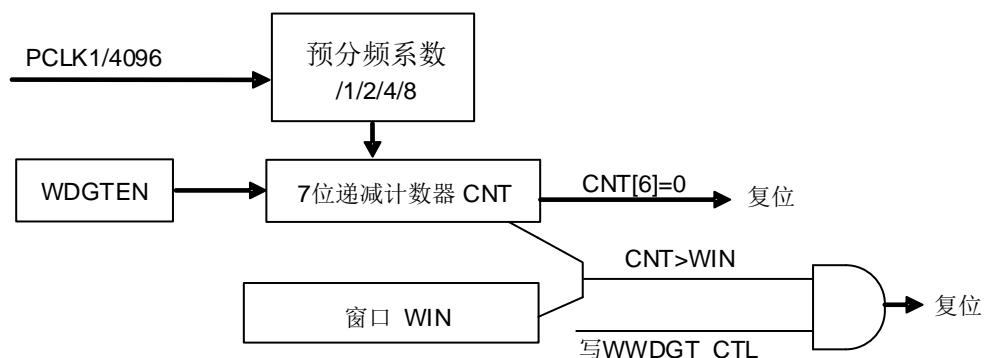 PCLK1/4096
预分频系数
/1/2/4/8
WDGTEN
7位递减计数器 CNT
CNT[6]=0
复位
CNT>WIN
窗口 WIN
复位
写WWDGT_CTL